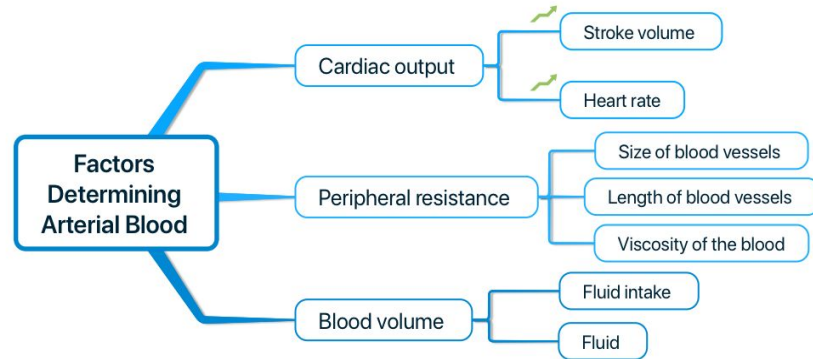 Factors
Determining
Arterial Blood
Cardiac output
Stroke volume
Heart rate
Peripheral resistance
Size of blood vessels
Length of blood vessels
Viscosity of the blood
Blood volume
Fluid intake
Fluid